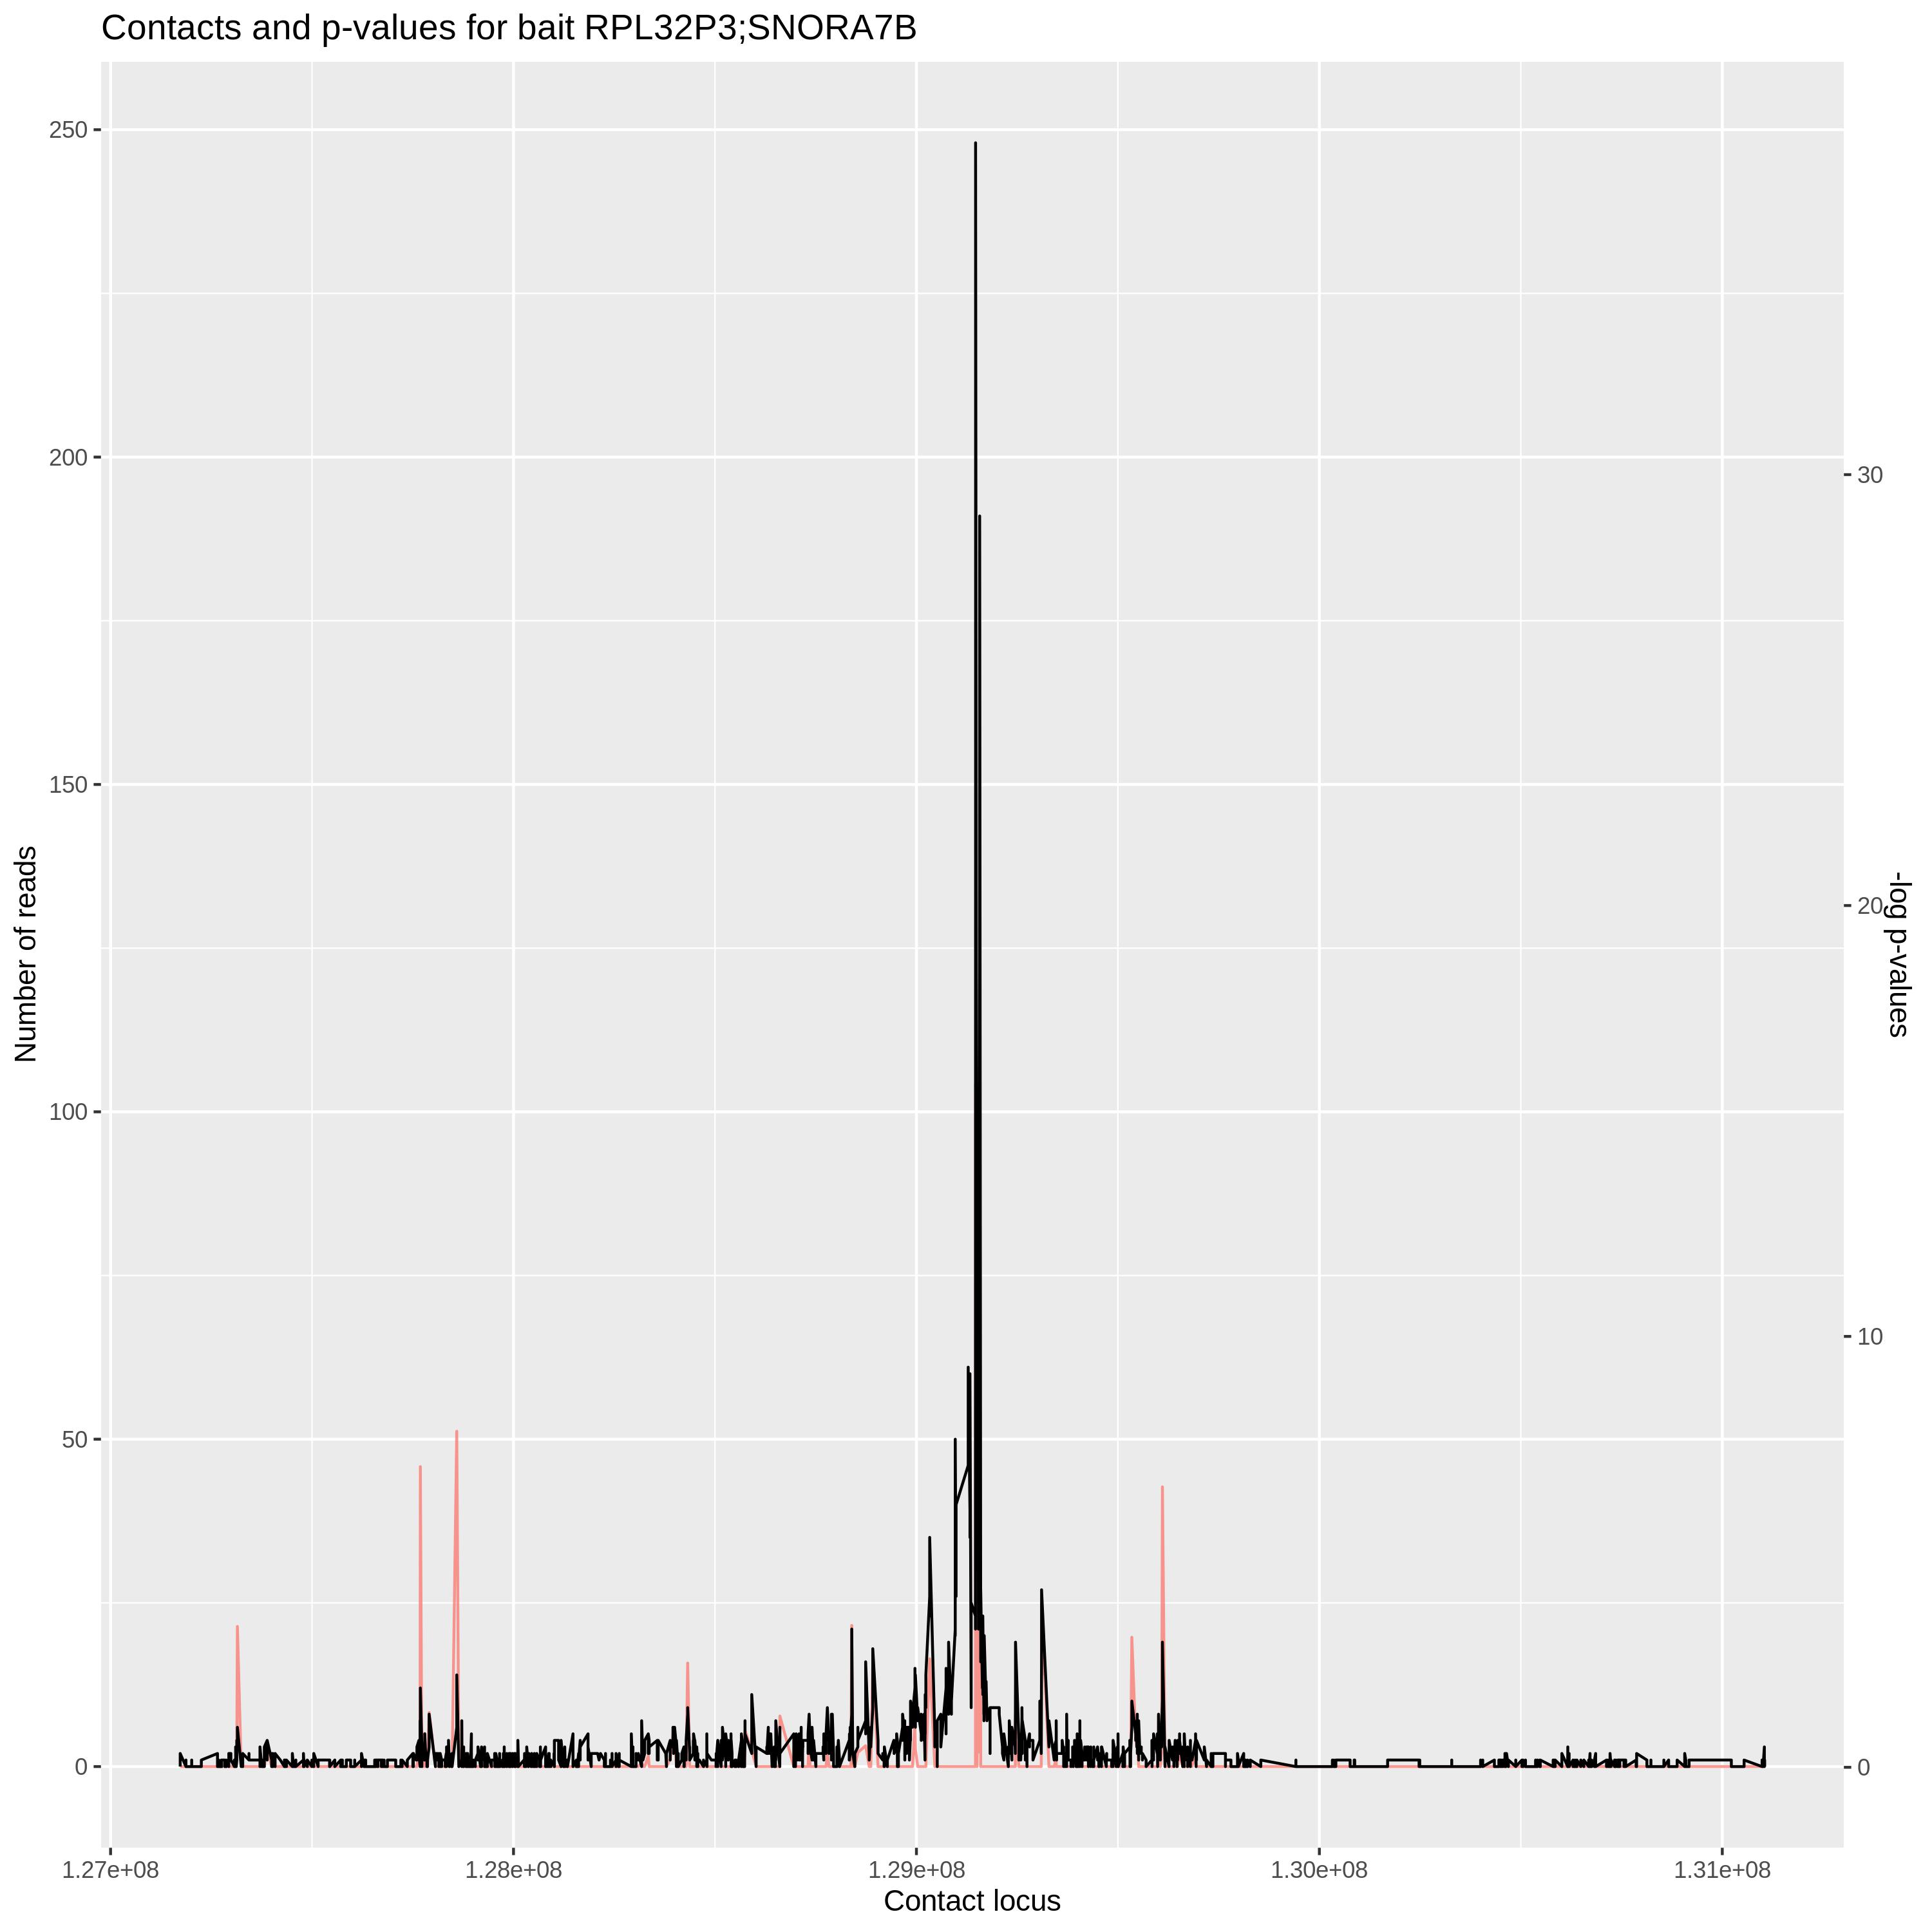 Contacts and p-values for bait RPL32P3;SNORA7B
250
200
150
100
50
0
Number of reads
30
20
10
0
-log p-values
1.27e+08
1.28e+08
1.29e+08
1.30e+08
1.31e+08
Contact locus